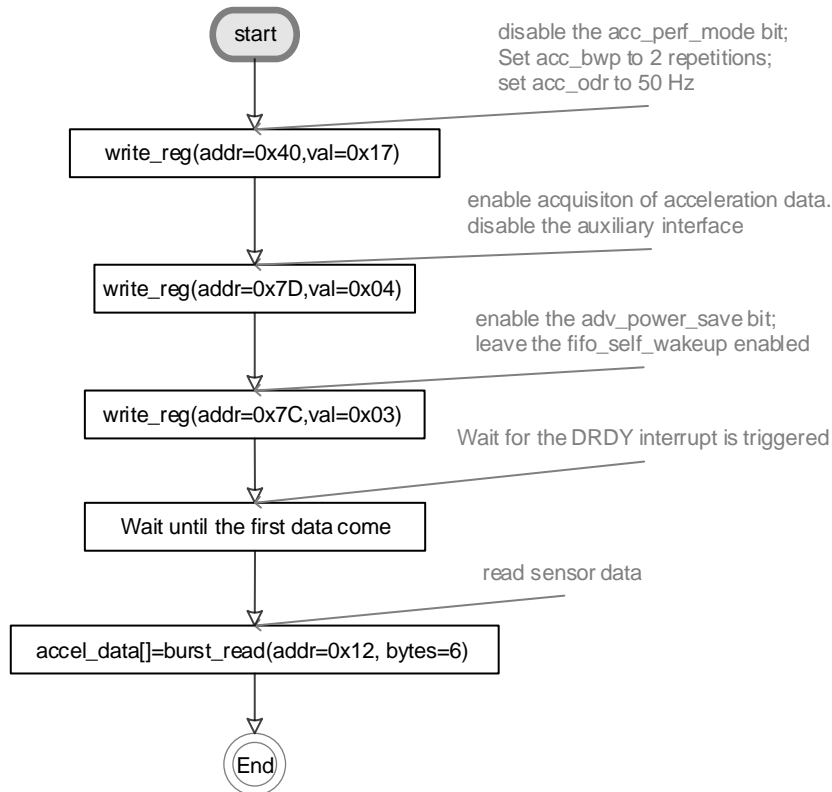 start
disable the acc_perf_mode bit;
Set acc_bwp to 2 repetitions;
set acc_odr to 50 Hz
write_reg(addr=0x40,val=0x17)
enable acquisiton of acceleration data.
disable the auxiliary interface
write_reg(addr=0x7D,val=0x04)
enable the adv_power_save bit;
leave the fifo_self_wakeup enabled
write_reg(addr=0x7C,val=0x03)
Wait for the DRDY interrupt is triggered
Wait until the first data come
read sensor data
accel_data[]=burst_read(addr=0x12, bytes=6)
End